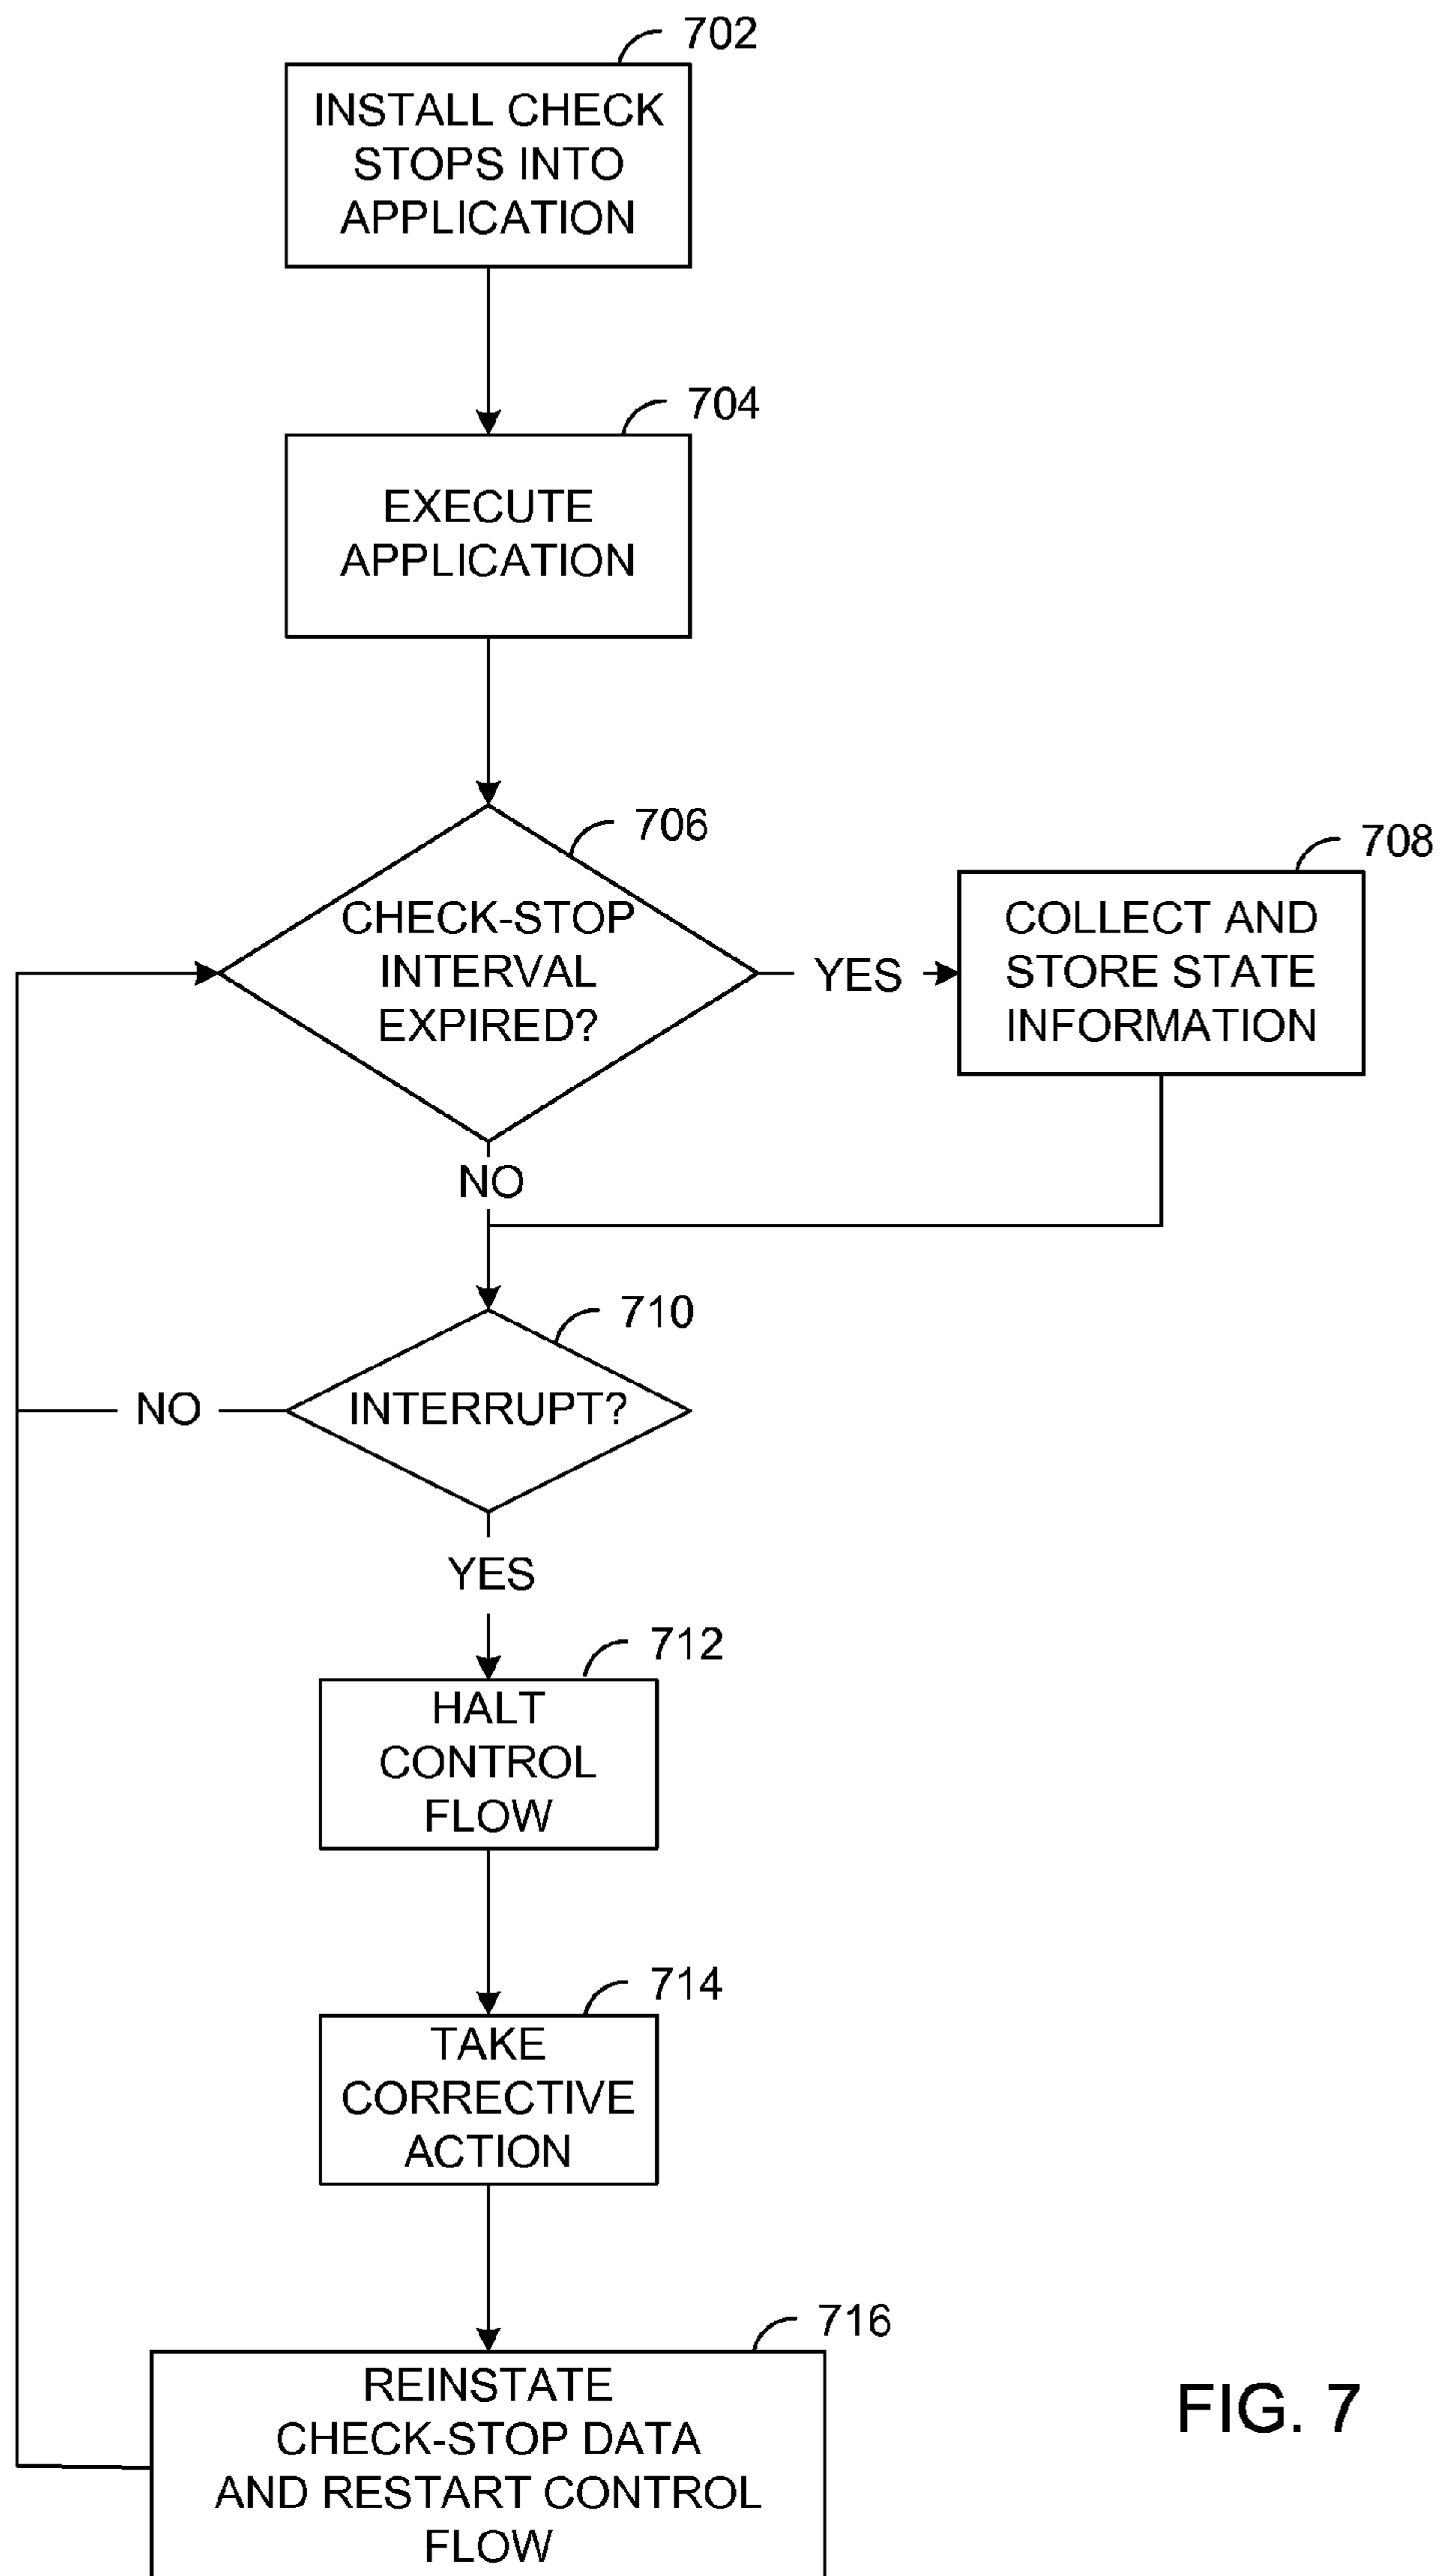 702
INSTALL CHECK
STOPS INTO
APPLICATION
704
EXECUTE
APPLICATION
706
CHECK-STOP
INTERVAL
EXPIRED?
YES
708
COLLECT AND
STORE STATE
INFORMATION
NO
710
INTERRUPT?
NO
YES
712
HALT
CONTROL
FLOW
714
TAKE
CORRECTIVE
ACTION
716
REINSTATE
CHECK-STOP DATA
AND RESTART CONTROL
FLOW
FIG. 7